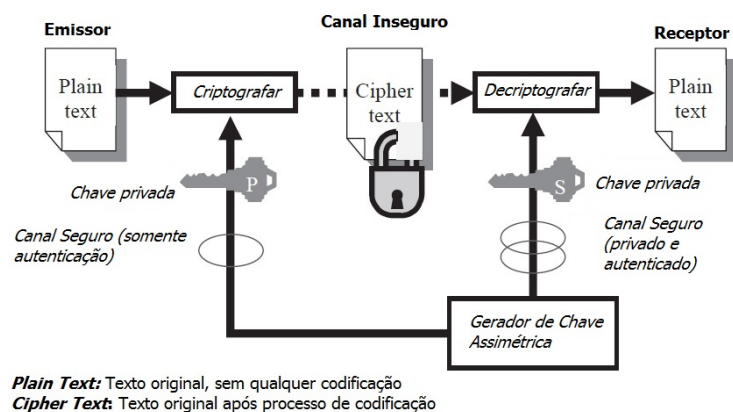 Emissor
Canal Inseguro
Receptor
Plain
text
Criptografar
Cipher
text
Decriptografar
Plain
text
Chave privada
P
S
Chave privada
Canal Seguro (somente
autenticação)
Canal Seguro
(privado e
autenticado)
Gerador de Chave
Assimétrica
Plain Text: Texto original, sem qualquer codificação
Cipher Text: Texto original após processo de codificação